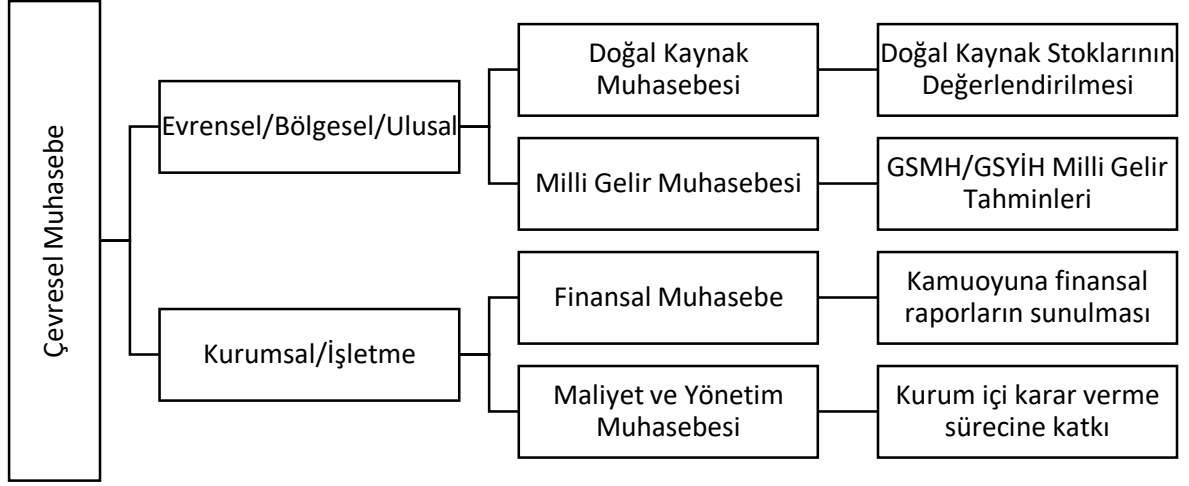 Çevresel Muhasebe
Evrensel/Bölgesel/Ulusal
Doğal Kaynak
Muhasebesi
Doğal Kaynak Stoklarının
Değerlendirilmesi
Milli Gelir Muhasebesi
GSMH/GSYİH Milli Gelir
Tahminleri
Kurumsal/İşletme
Finansal Muhasebe
Kamuoyuna finansal
raporların sunulması
Maliyet ve Yönetim
Muhasebesi
Kurum içi karar verme
sürecine katkı